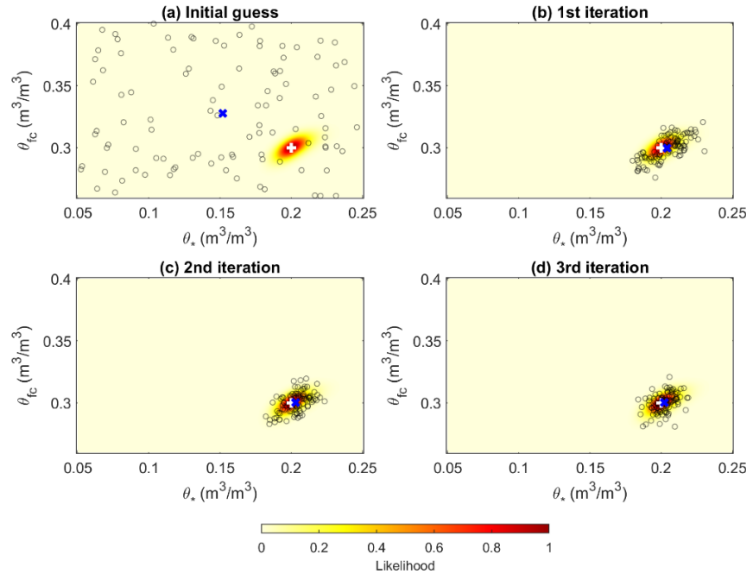 (a) Initial guess
(b) 1st iteration
0.4
0.35
0.3
θfc (m³/m³)
0.05 0.1 0.15 0.2 0.25
θ* (m³/m³)
0.4
0.35
0.3
θfc (m³/m³)
0.05 0.1 0.15 0.2 0.25
θ* (m³/m³)
(c) 2nd iteration
(d) 3rd iteration
0.4
0.35
0.3
θfc (m³/m³)
0.05 0.1 0.15 0.2 0.25
θ* (m³/m³)
0.4
0.35
0.3
θfc (m³/m³)
0.05 0.1 0.15 0.2 0.25
θ* (m³/m³)
0 0.2 0.4 0.6 0.8 1
Likelihood